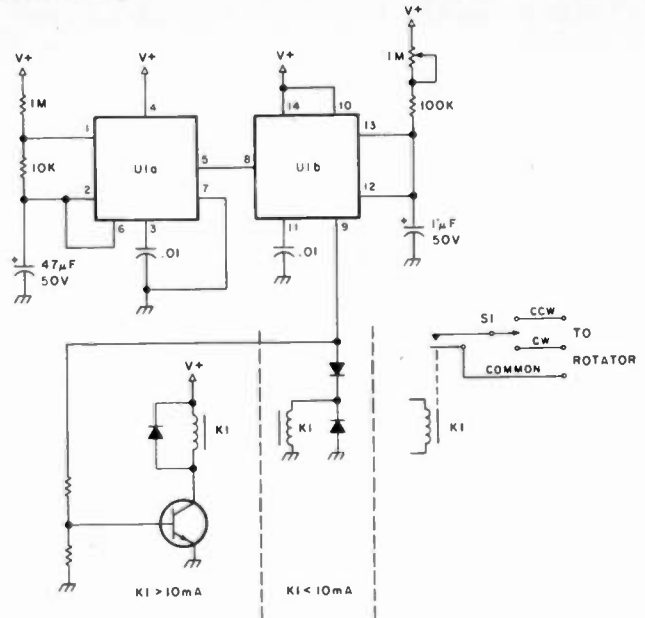 V+
1M
V+
V+
V+
1M
4
14
10
100K
1
13
10K
U1a
5
8
U1b
2
7
12
6
3
11
9
.01
.01
+
47µF
50V
+
1µF
50V
S1
CCW
TO
CW
ROTATOR
COMMON
V+
K1
K1
K1
K1>10mA
K1<10mA